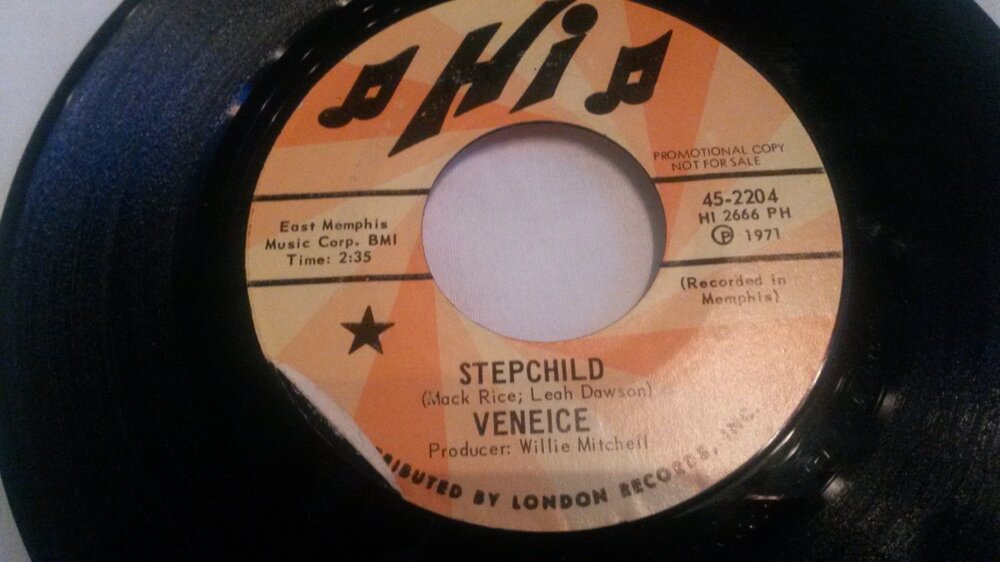 Hi
PROMOTIONAL COPY
NOT FOR SALE
East Memphis
Music Corp. BMI
Time: 2:35
45-2204
HI 2666 PH
Ⓟ 1971
(Recorded in
Memphis)
STEPCHILD
(Mack Rice; Leah Dawson)
VENEICE
Producer: Willie Mitchell
RIBUTED BY LONDON RECORDS, INC.